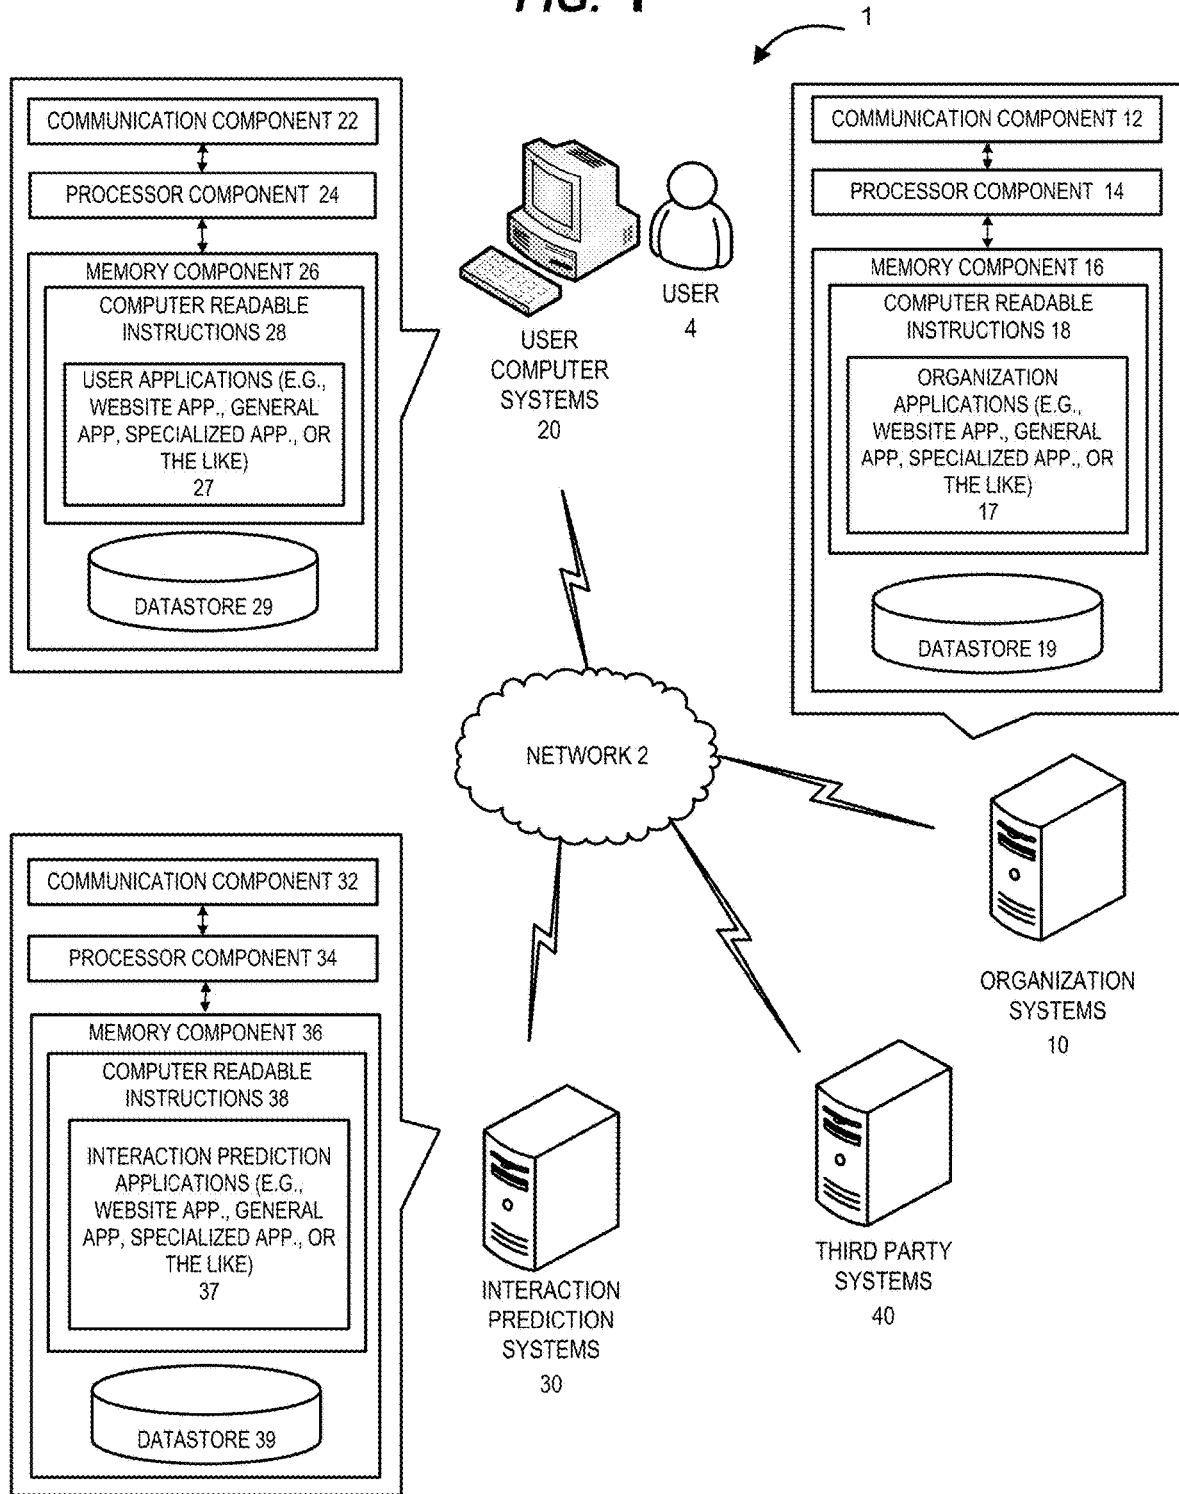 FIG. 1
1
COMMUNICATION COMPONENT 22
PROCESSOR COMPONENT 24
MEMORY COMPONENT 26
COMPUTER READABLE
INSTRUCTIONS 28
USER APPLICATIONS (E.G.,
WEBSITE APP., GENERAL
APP, SPECIALIZED APP., OR
THE LIKE)
27
DATASTORE 29
USER
COMPUTER
SYSTEMS
20
USER
4
COMMUNICATION COMPONENT 12
PROCESSOR COMPONENT 14
MEMORY COMPONENT 16
COMPUTER READABLE
INSTRUCTIONS 18
ORGANIZATION
APPLICATIONS (E.G.,
WEBSITE APP., GENERAL
APP, SPECIALIZED APP., OR
THE LIKE)
17
DATASTORE 19
NETWORK 2
ORGANIZATION
SYSTEMS
10
COMMUNICATION COMPONENT 32
PROCESSOR COMPONENT 34
MEMORY COMPONENT 36
COMPUTER READABLE
INSTRUCTIONS 38
INTERACTION PREDICTION
APPLICATIONS (E.G.,
WEBSITE APP., GENERAL
APP, SPECIALIZED APP., OR
THE LIKE)
37
DATASTORE 39
INTERACTION
PREDICTION
SYSTEMS
30
THIRD PARTY
SYSTEMS
40